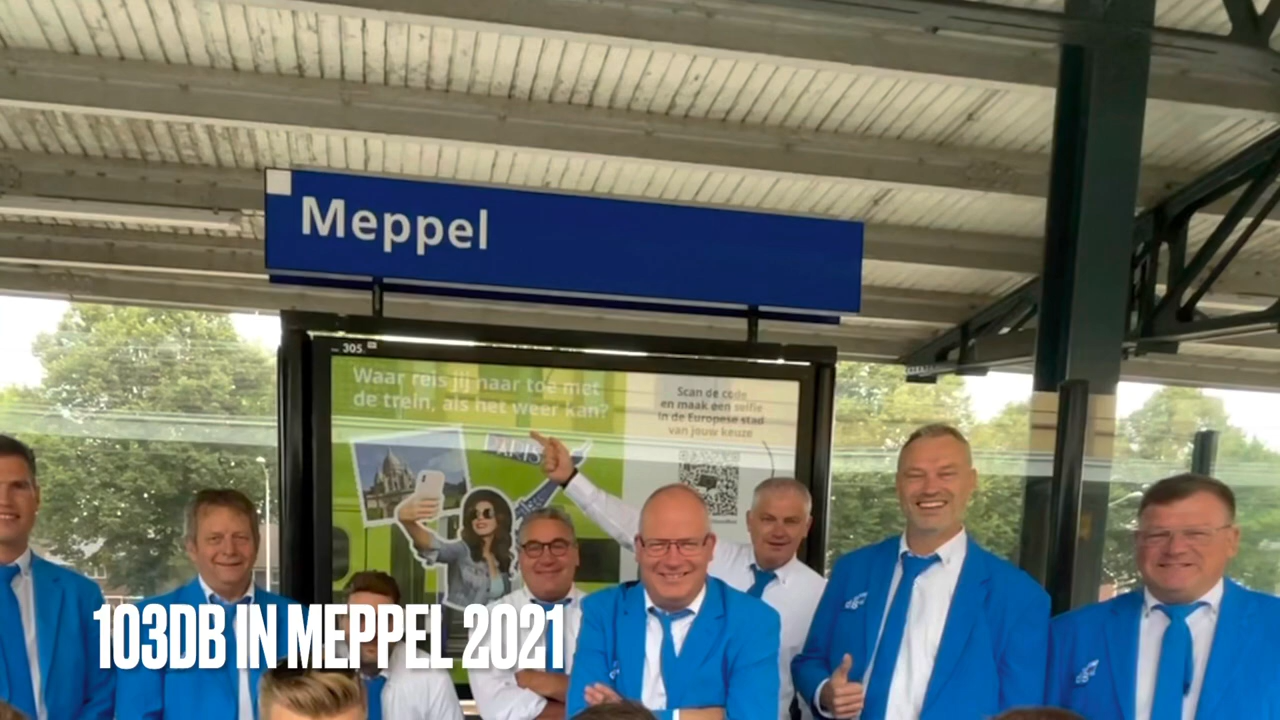 Meppel
305
Waar reis jij naar toe met
de trein, als het weer kan?
Scan de code
en maak een selfie
in de Europese stad
van jouw keuze
PARIS
103DB IN MEPPEL 2021